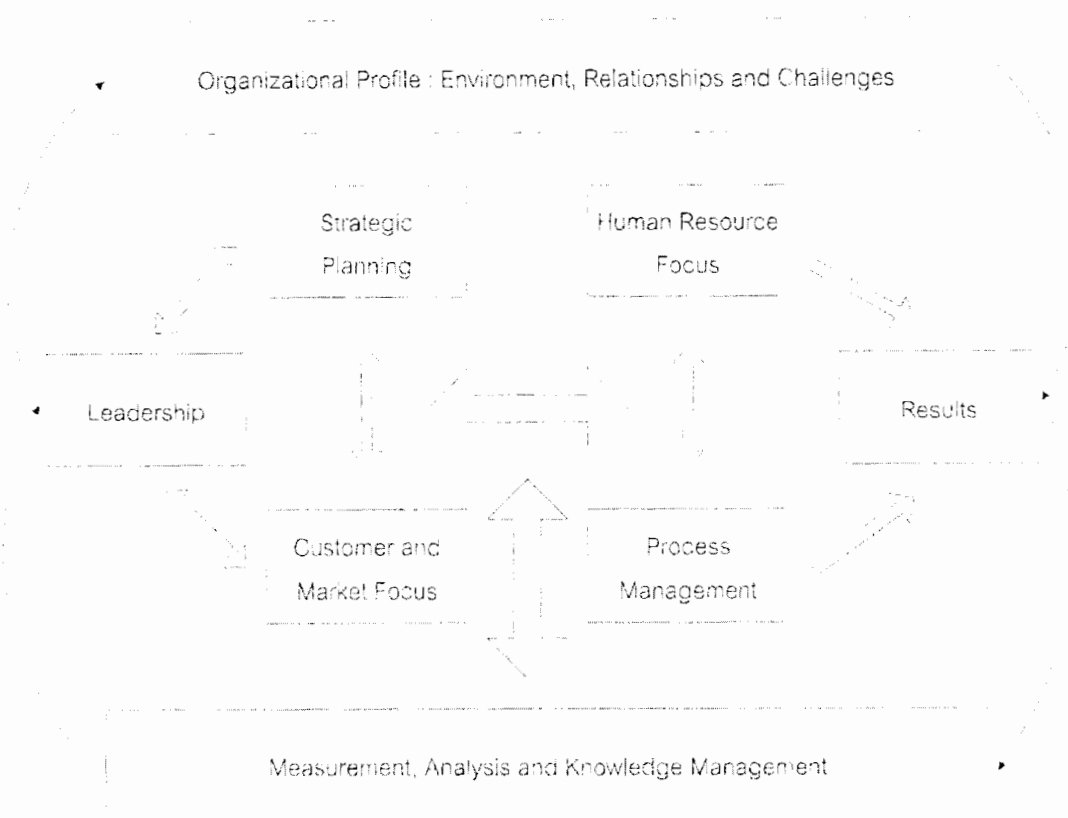 Organizational Profile : Environment, Relationships and Challenges
Strategic
Planning
Human Resource
Focus
Leadership
Results
Customer and
Market Focus
Process
Management
Measurement, Analysis and Knowledge Management